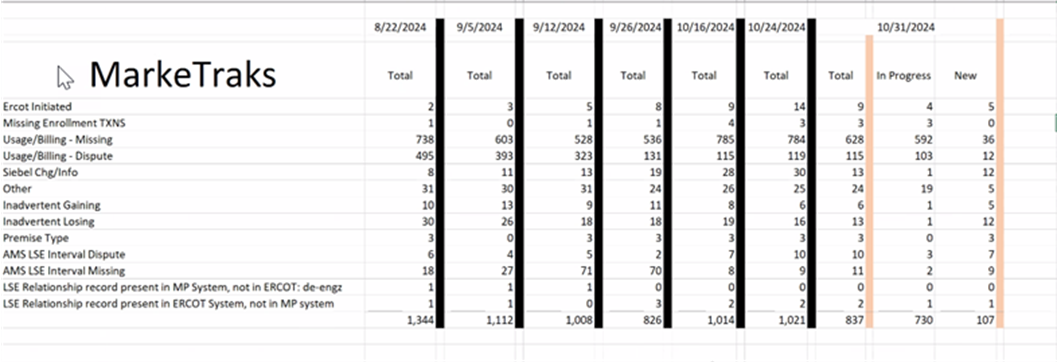 8/22/2024 9/5/2024 9/12/2024 9/26/2024 10/16/2024 10/24/2024 10/31/2024
MarkeTraks Total Total Total Total Total Total Total In Progress New
Ercot Initiated 2 3 5 8 9 14 9 4 5
Missing Enrollment TXNS 1 0 1 1 4 3 3 3 0
Usage/Billing - Missing 738 603 528 536 785 784 628 592 36
Usage/Billing - Dispute 495 393 323 131 115 119 115 103 12
Siebel Chg/Info 8 11 13 19 28 30 13 1 12
Other 31 30 31 24 26 25 24 19 5
Inadvertent Gaining 10 13 9 11 8 6 6 1 5
Inadvertent Losing 30 26 18 18 19 16 13 1 12
Premise Type 3 0 3 3 3 3 3 0 3
AMS LSE Interval Dispute 6 4 5 2 7 10 10 3 7
AMS LSE Interval Missing 18 27 71 70 8 9 11 2 9
LSE Relationship record present in MP System, not in ERCOT: de-engz 1 1 1 0 0 0 0 0 0
LSE Relationship record present in ERCOT System, not in MP system 1 1 0 3 2 2 2 1 1
1,344 1,112 1,008 826 1,014 1,021 837 730 107